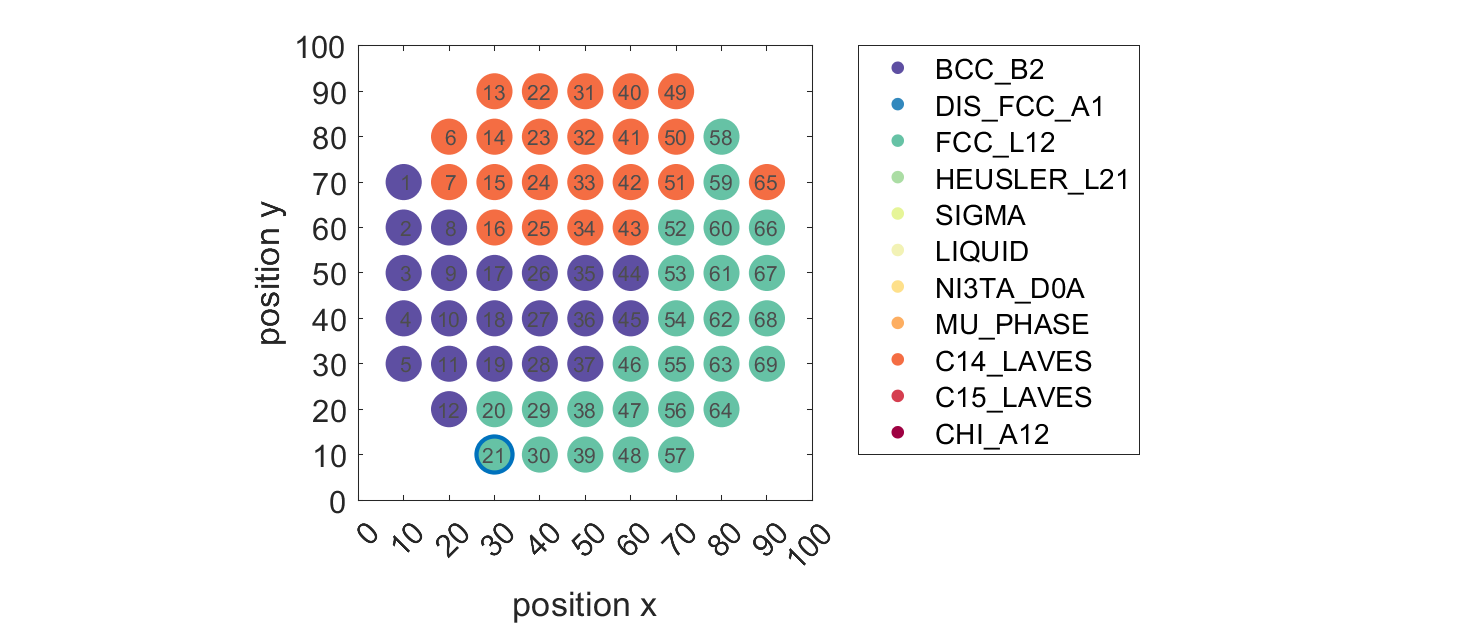 100
90
80
70
60
50
40
30
20
10
0
position y
13 22 31 40 49
6 14 23 32 41 50 58
1 7 15 24 33 42 51 59 65
2 8 16 25 34 43 52 60 66
3 9 17 26 35 44 53 61 67
4 10 18 27 36 45 54 62 68
5 11 19 28 37 46 55 63 69
12 20 29 38 47 56 64
21 30 39 48 57
0 10 20 30 40 50 60 70 80 90 100
position x
BCC_B2
DIS_FCC_A1
FCC_L12
HEUSLER_L21
SIGMA
LIQUID
NI3TA_D0A
MU_PHASE
C14_LAVES
C15_LAVES
CHI_A12